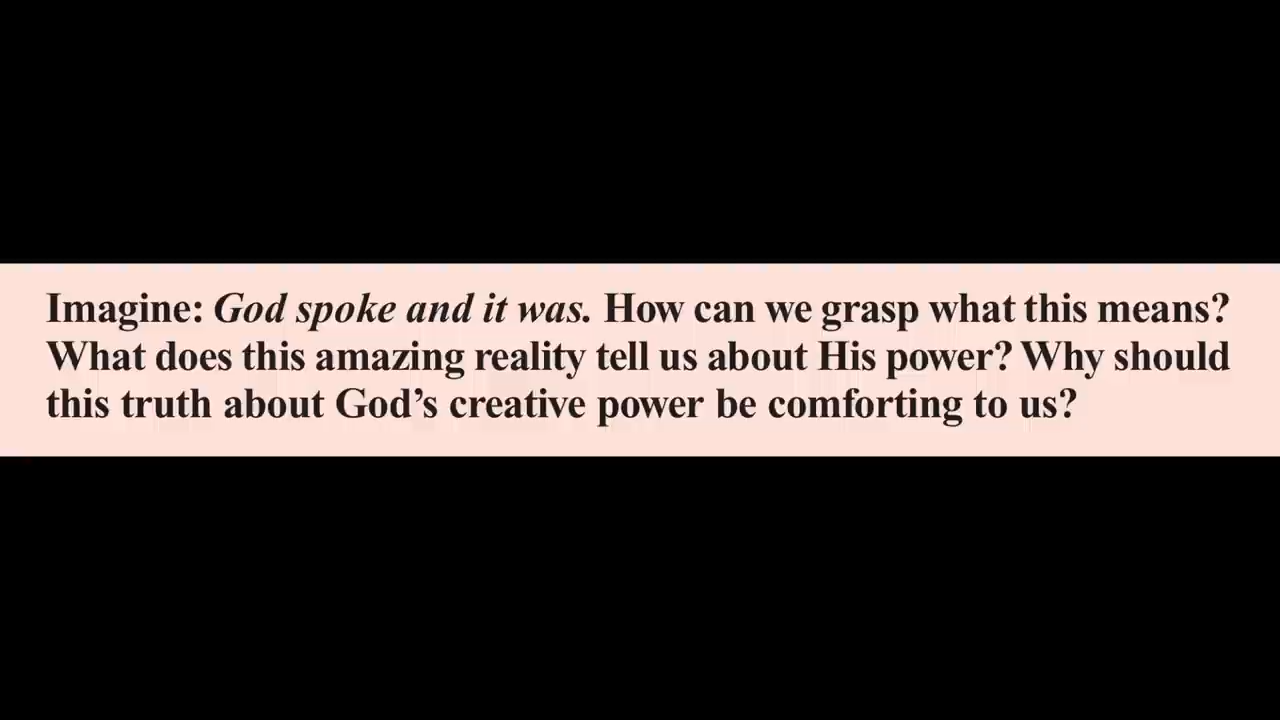 Imagine: God spoke and it was. How can we grasp what this means?
What does this amazing reality tell us about His power? Why should
this truth about God’s creative power be comforting to us?